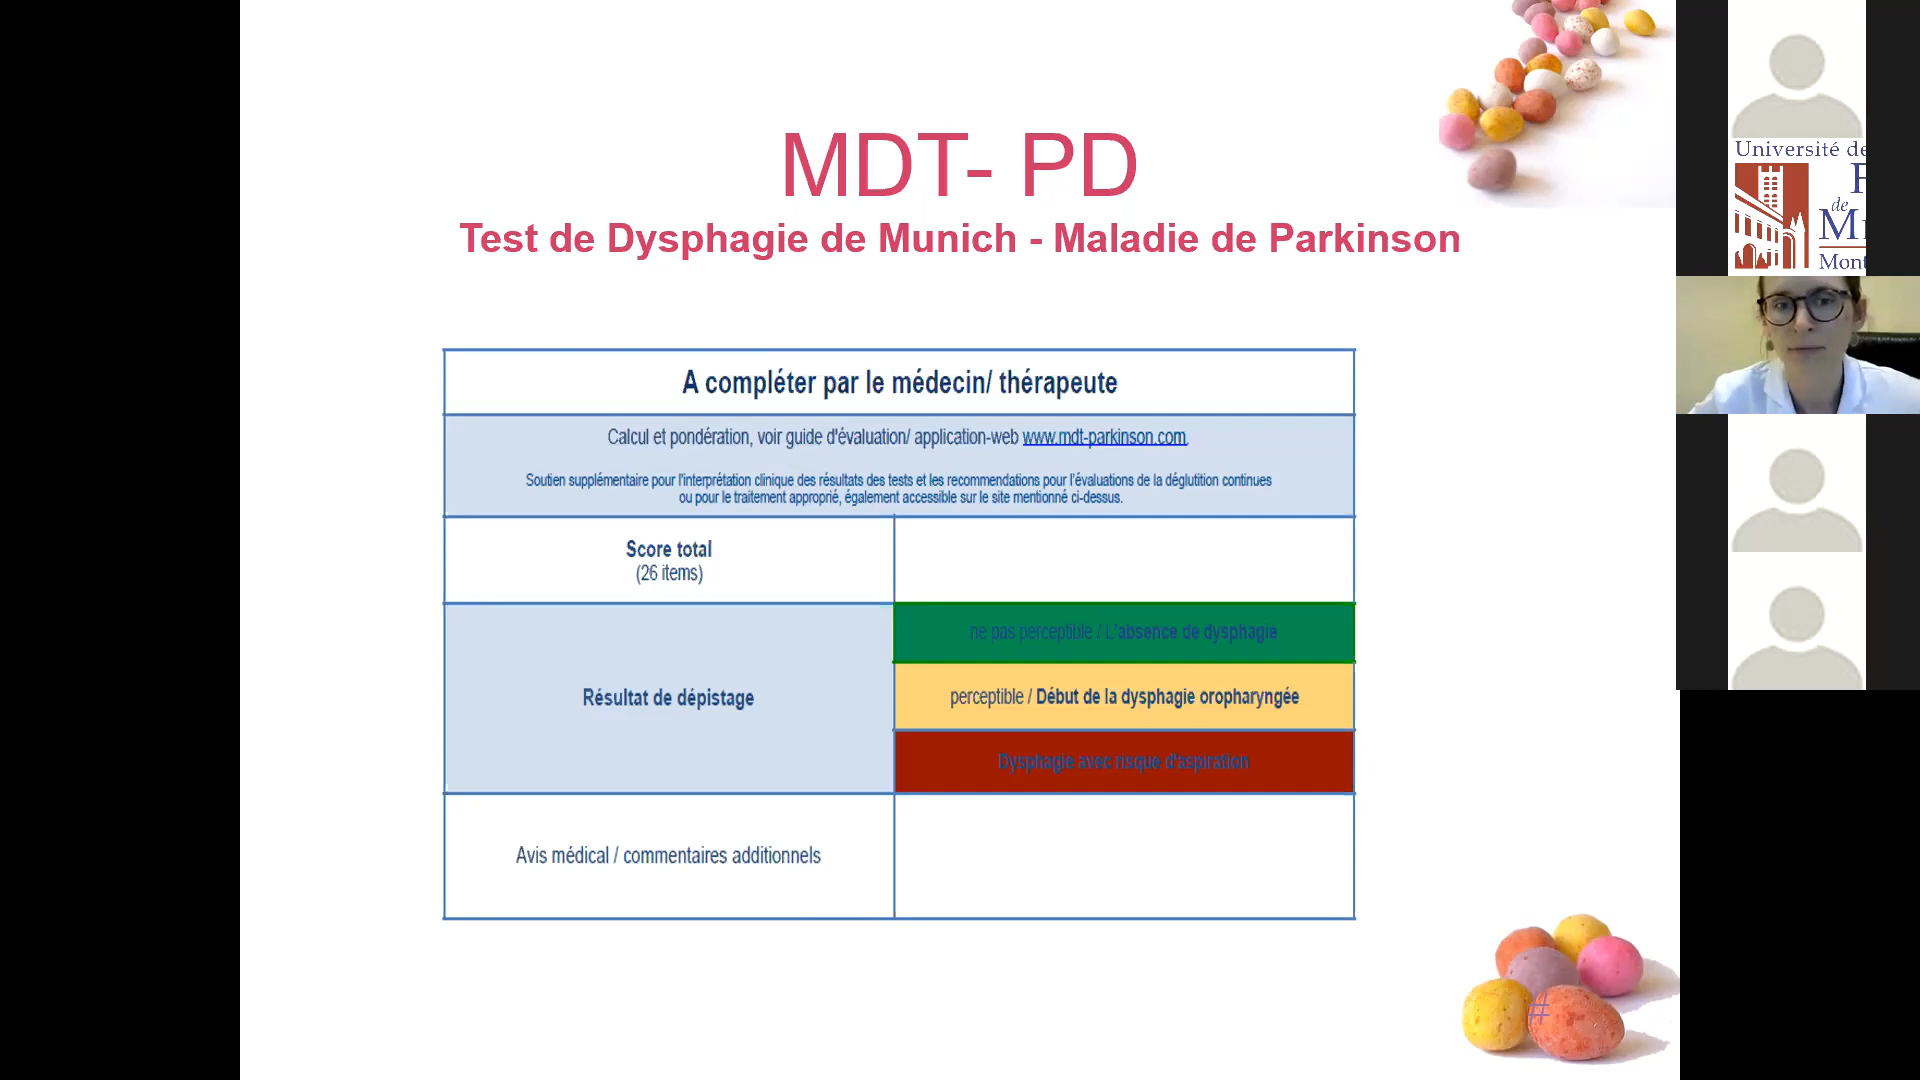 MDT- PD
Test de Dysphagie de Munich - Maladie de Parkinson
A compléter par le médecin/ thérapeute
Calcul et pondération, voir guide d'évaluation/ application-web www.mdt-parkinson.com.
Soutien supplémentaire pour l'interprétation clinique des résultats des tests et les recommendations pour l'évaluations de la déglutition continues
ou pour le traitement approprié, également accessible sur le site mentionné ci-dessus.
Score total
(26 items)
Résultat de dépistage
ne pas perceptible / L'absence de dysphagie
perceptible / Début de la dysphagie oropharyngée
Dysphagie avec risque d'aspiration
Avis médical / commentaires additionnels
#
Université de
F
de
M
Mont